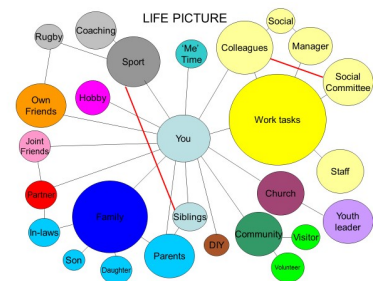 LIFE PICTURE
Social
Coaching
Rugby
Sport
'Me'
Time
Colleagues
Manager
Social
Committee
Hobby
Own
Friends
Work tasks
You
Joint
Friends
Staff
Partner
Church
Family
Siblings
Youth
leader
In-laws
Community
Visitor
DIY
Parents
Son
Daughter
Volunteer